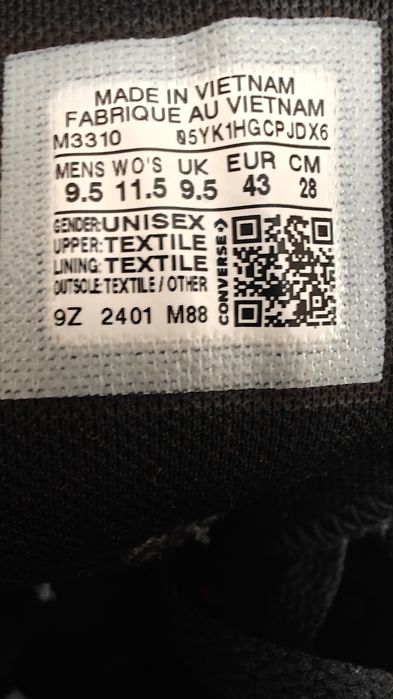 MADE IN VIETNAM
FABRIQUE AU VIETNAM
M3310 05YK1HGCPJDX6
MENS WO'S UK EUR CM
9.5 11.5 9.5 43 28
GENDER:UNISEX
UPPER:TEXTILE
LINING:TEXTILE
OUTSOLE:TEXTILE / OTHER
CONVERSE
9Z 2401 M88